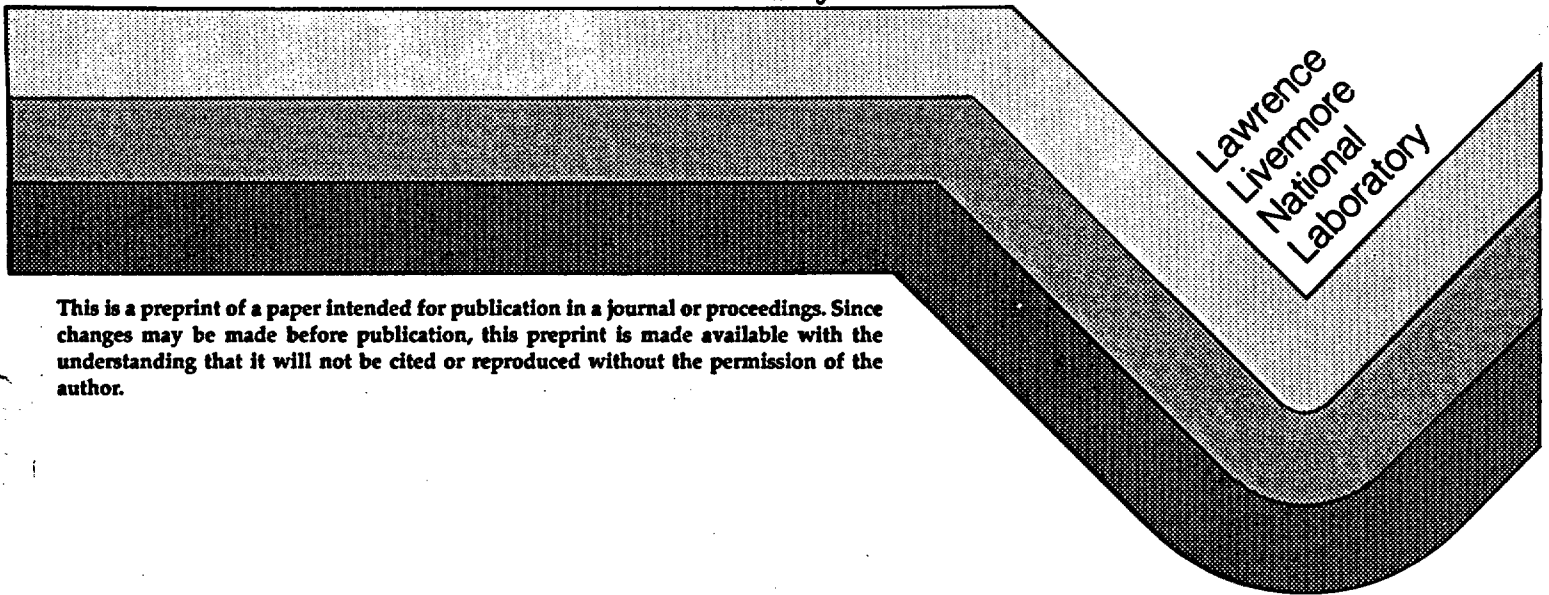 Lawrence
Livermore
National
Laboratory
This is a preprint of a paper intended for publication in a journal or proceedings. Since
changes may be made before publication, this preprint is made available with the
understanding that it will not be cited or reproduced without the permission of the
author.